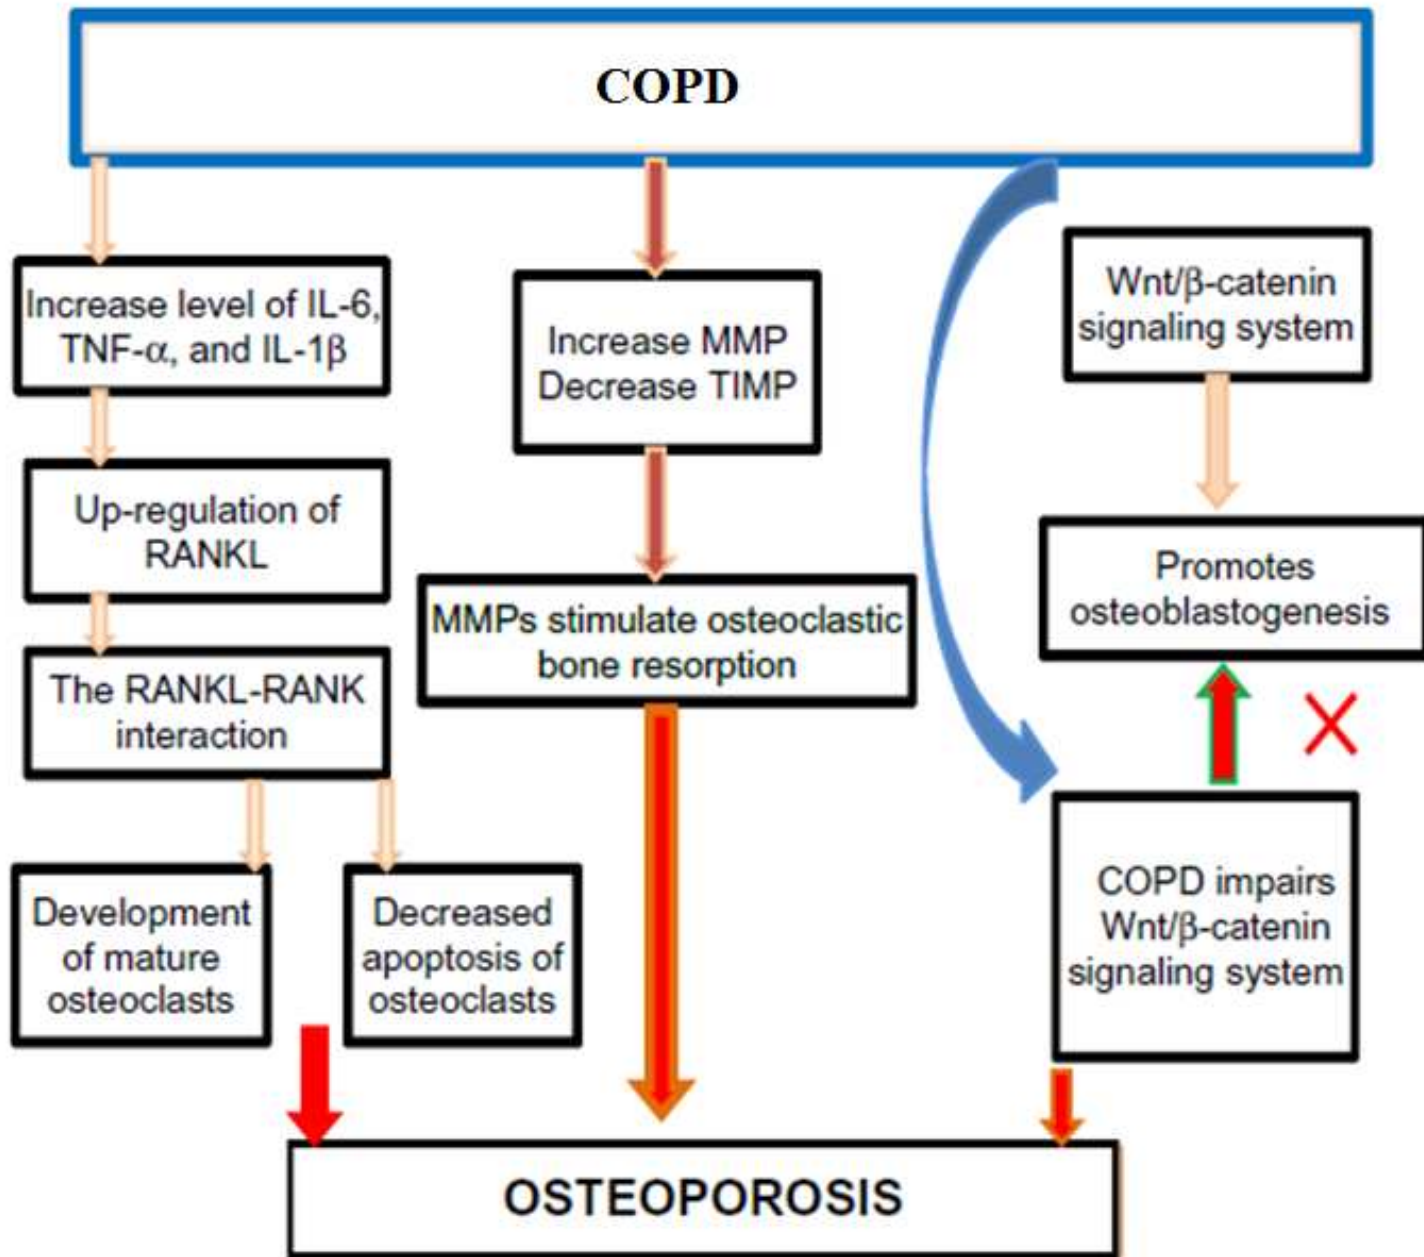 COPD
Increase level of IL-6,
TNF-α, and IL-1β
Up-regulation of
RANKL
The RANKL-RANK
interaction
Development
of mature
osteoclasts
Decreased
apoptosis of
osteoclasts
Increase MMP
Decrease TIMP
MMPs stimulate osteoclastic
bone resorption
Wnt/β-catenin
signaling system
Promotes
osteoblastogenesis
COPD impairs
Wnt/β-catenin
signaling system
OSTEOPOROSIS